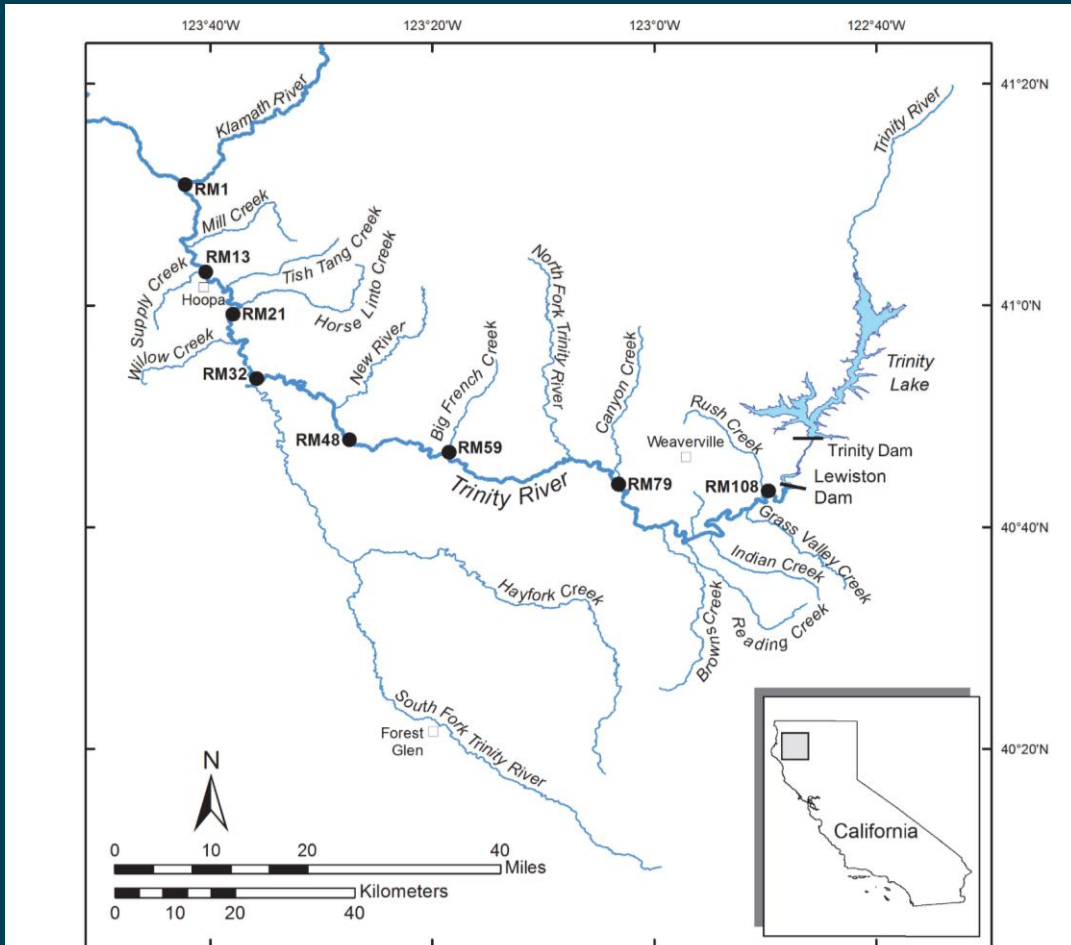 123°40'W
123°20'W
123°0'W
122°40'W
41°20'N
41°0'N
40°40'N
40°20'N
Klamath River
Trinity River
RM1
Mill Creek
RM13
Tish Tang Creek
Supply Creek
Hoopa
Horse Linto Creek
RM21
Willow Creek
New River
RM32
Big French Creek
North Fork Trinity River
Canyon Creek
Rush Creek
Trinity
Lake
Weaverville
Trinity Dam
RM48
RM59
Trinity River
RM79
RM108
Lewiston
Dam
Grass Valley Creek
Indian Creek
Reading Creek
Browns Creek
Hayfork Creek
South Fork Trinity River
Forest
Glen
N
0 10 20 40
Miles
Kilometers
0 10 20 40
California